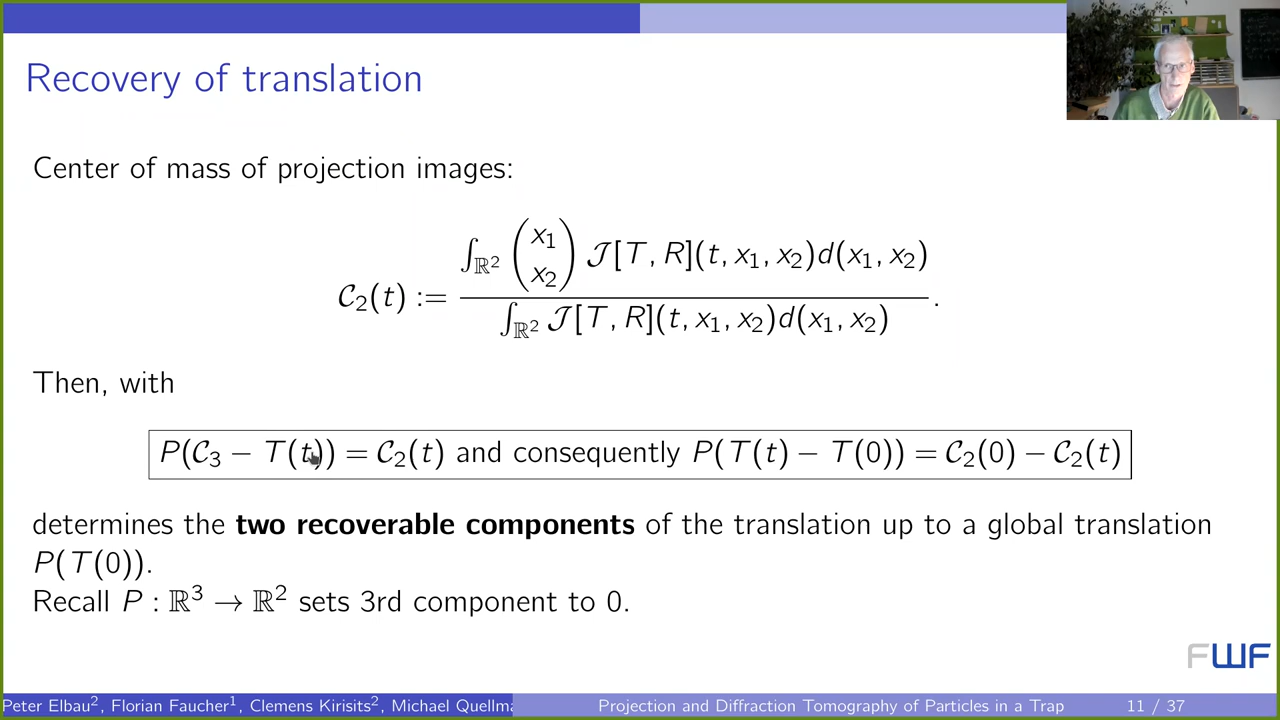 Recovery of translation
Center of mass of projection images:
𝒞₂(t) := ∫_ℝ² (x₁ x₂) 𝒥[T, R](t, x₁, x₂)d(x₁, x₂) / ∫_ℝ² 𝒥[T, R](t, x₁, x₂)d(x₁, x₂) .
Then, with
P(𝒞₃ − T(t)) = 𝒞₂(t) and consequently P(T(t) − T(0)) = 𝒞₂(0) − 𝒞₂(t)
determines the two recoverable components of the translation up to a global translation
P(T(0)).
Recall P : ℝ³ → ℝ² sets 3rd component to 0.
FWF
Peter Elbau², Florian Faucher¹, Clemens Kirisits², Michael Quellm
Projection and Diffraction Tomography of Particles in a Trap
11 / 37